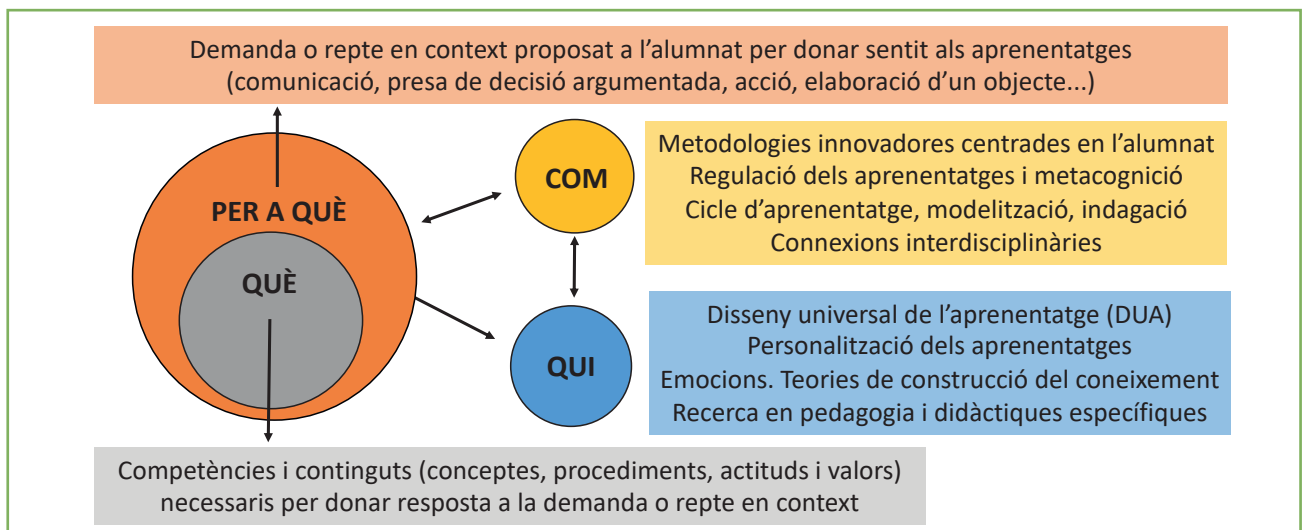 Demanda o repte en context proposat a l’alumnat per donar sentit als aprenentatges
(comunicació, presa de decisió argumentada, acció, elaboració d’un objecte...)
PER A QUÈ
QUÈ
COM
Metodologies innovadores centrades en l’alumnat
Regulació dels aprenentatges i metacognició
Cicle d’aprenentatge, modelització, indagació
Connexions interdisciplinàries
QUI
Disseny universal de l’aprenentatge (DUA)
Personalització dels aprenentatges
Emocions. Teories de construcció del coneixement
Recerca en pedagogia i didàctiques específiques
Competències i continguts (conceptes, procediments, actituds i valors)
necessaris per donar resposta a la demanda o repte en context